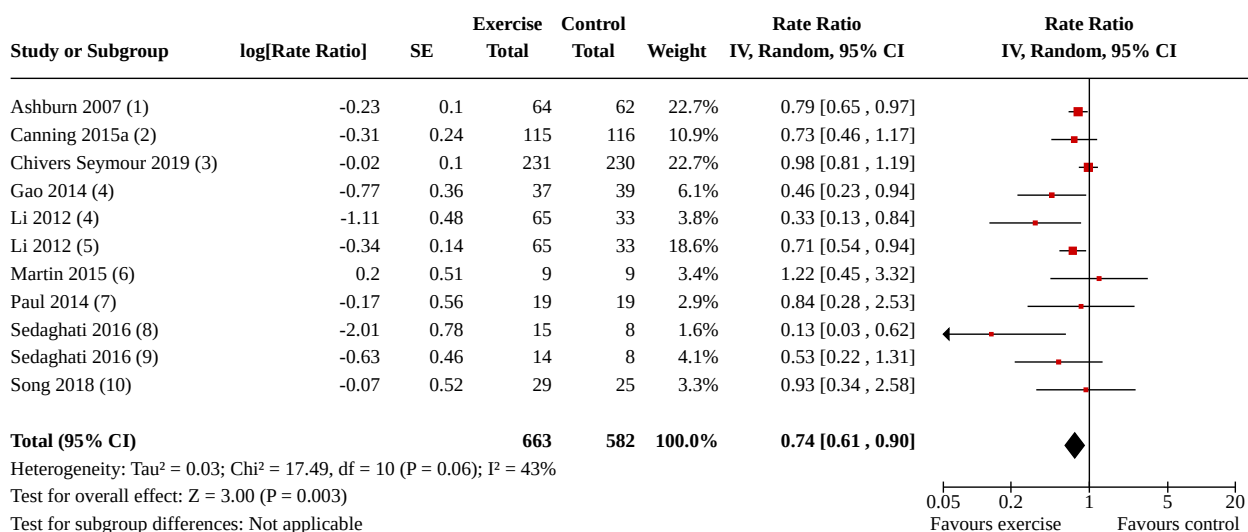 Exercise Control Rate Ratio Rate Ratio
Study or Subgroup log[Rate Ratio] SE Total Total Weight IV, Random, 95% CI IV, Random, 95% CI
Ashburn 2007 (1) -0.23 0.1 64 62 22.7% 0.79 [0.65 , 0.97]
Canning 2015a (2) -0.31 0.24 115 116 10.9% 0.73 [0.46 , 1.17]
Chivers Seymour 2019 (3) -0.02 0.1 231 230 22.7% 0.98 [0.81 , 1.19]
Gao 2014 (4) -0.77 0.36 37 39 6.1% 0.46 [0.23 , 0.94]
Li 2012 (4) -1.11 0.48 65 33 3.8% 0.33 [0.13 , 0.84]
Li 2012 (5) -0.34 0.14 65 33 18.6% 0.71 [0.54 , 0.94]
Martin 2015 (6) 0.2 0.51 9 9 3.4% 1.22 [0.45 , 3.32]
Paul 2014 (7) -0.17 0.56 19 19 2.9% 0.84 [0.28 , 2.53]
Sedaghati 2016 (8) -2.01 0.78 15 8 1.6% 0.13 [0.03 , 0.62]
Sedaghati 2016 (9) -0.63 0.46 14 8 4.1% 0.53 [0.22 , 1.31]
Song 2018 (10) -0.07 0.52 29 25 3.3% 0.93 [0.34 , 2.58]
Total (95% CI) 663 582 100.0% 0.74 [0.61 , 0.90]
Heterogeneity: Tau² = 0.03; Chi² = 17.49, df = 10 (P = 0.06); I² = 43%
Test for overall effect: Z = 3.00 (P = 0.003)
Test for subgroup differences: Not applicable
0.05 0.2 1 5 20
Favours exercise Favours control